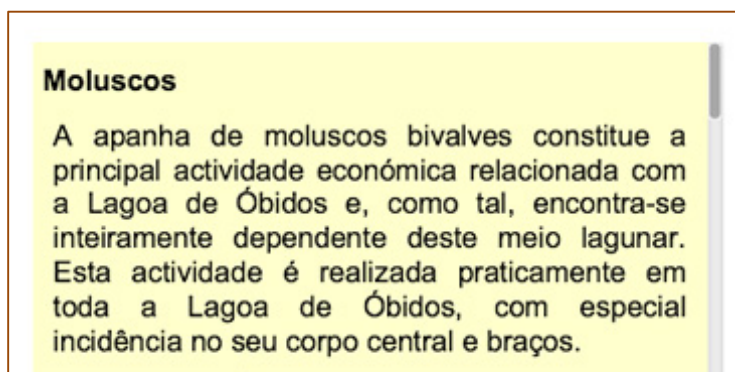 Moluscos
A apanha de moluscos bivalves constitue a
principal actividade económica relacionada com
a Lagoa de Óbidos e, como tal, encontra-se
inteiramente dependente deste meio lagunar.
Esta actividade é realizada praticamente em
toda a Lagoa de Óbidos, com especial
incidência no seu corpo central e braços.